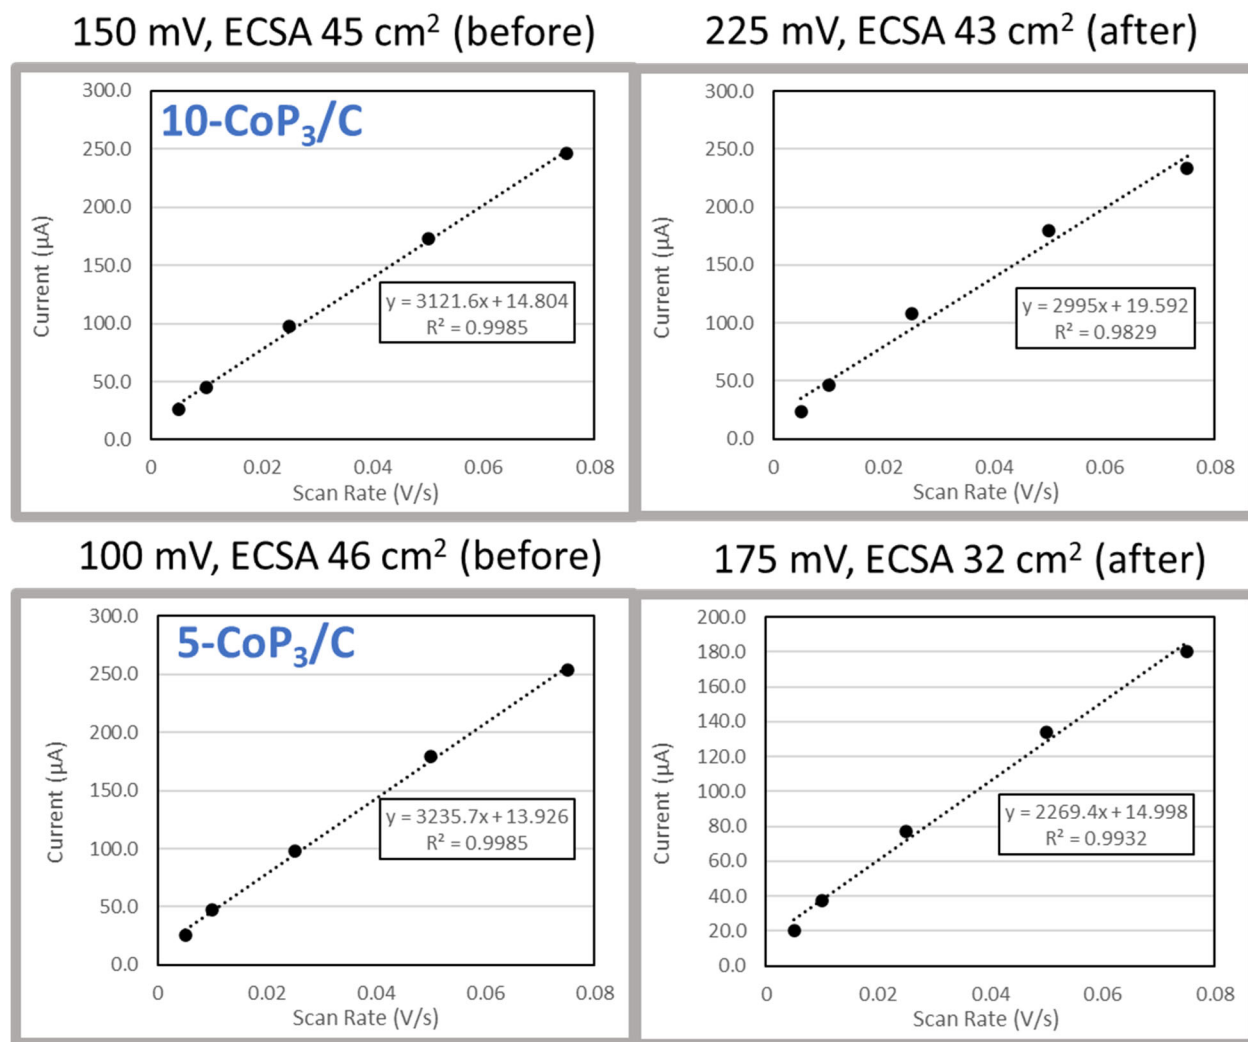 150 mV, ECSA 45 cm² (before)
225 mV, ECSA 43 cm² (after)
300.0
250.0
200.0
150.0
100.0
50.0
0.0
Current (µA)
10-CoP₃/C
y = 3121.6x + 14.804
R² = 0.9985
0 0.02 0.04 0.06 0.08
Scan Rate (V/s)
300.0
250.0
200.0
150.0
100.0
50.0
0.0
Current (µA)
y = 2995x + 19.592
R² = 0.9829
0 0.02 0.04 0.06 0.08
Scan Rate (V/s)
100 mV, ECSA 46 cm² (before)
175 mV, ECSA 32 cm² (after)
300.0
250.0
200.0
150.0
100.0
50.0
0.0
Current (µA)
5-CoP₃/C
y = 3235.7x + 13.926
R² = 0.9985
0 0.02 0.04 0.06 0.08
Scan Rate (V/s)
200.0
180.0
160.0
140.0
120.0
100.0
80.0
60.0
40.0
20.0
0.0
Current (µA)
y = 2269.4x + 14.998
R² = 0.9932
0 0.02 0.04 0.06 0.08
Scan Rate (V/s)